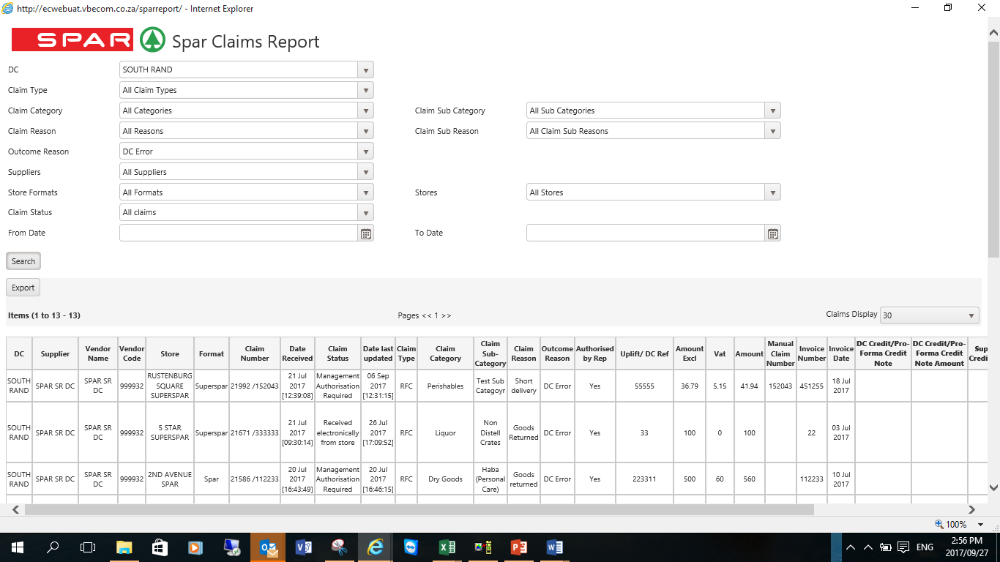 http://ecwebuat.vbecom.co.za/sparreport/ - Internet Explorer
SPAR Spar Claims Report
DC SOUTH RAND
Claim Type All Claim Types
Claim Category All Categories Claim Sub Category All Sub Categories
Claim Reason All Reasons Claim Sub Reason All Claim Sub Reasons
Outcome Reason DC Error
Suppliers All Suppliers
Store Formats All Formats Stores All Stores
Claim Status All claims
From Date To Date
Search
Export
Items (1 to 13 - 13) Pages << 1 >> Claims Display 30
DC Supplier Vendor Name Vendor Code Store Format Claim Number Date Received Claim Status Date last updated Claim Type Claim Category Claim Sub-Category Claim Reason Outcome Reason Authorised by Rep Uplift/ DC Ref Amount Excl Vat Amount Manual Claim Number Invoice Number Invoice Date DC Credit/Pro-Forma Credit Note DC Credit/Pro-Forma Credit Note Amount Sup Credi
SOUTH RAND SPAR SR DC SPAR SR DC 999932 RUSTENBURG SQUARE SUPERSPAR Superspar 21992 /152043 21 Jul 2017 [12:39:08] Management Authorisation Required 06 Sep 2017 [12:31:15] RFC Perishables Test Sub Categoyr Short delivery DC Error Yes 55555 36.79 5.15 41.94 152043 451255 18 Jul 2017
SOUTH RAND SPAR SR DC SPAR SR DC 999932 5 STAR SUPERSPAR Superspar 21671 /333333 21 Jul 2017 [09:30:14] Received electronically from store 26 Jul 2017 [17:09:52] RFC Liquor Non Distell Crates Goods Returned DC Error Yes 33 100 0 100 22 03 Jul 2017
SOUTH RAND SPAR SR DC SPAR SR DC 999932 2ND AVENUE SPAR Spar 21586 /112233 20 Jul 2017 [16:43:49] Management Authorisation Required 20 Jul 2017 [16:46:15] RFC Dry Goods Haba (Personal Care) Goods returned DC Error Yes 223311 500 60 560 112233 10 Jul 2017
100%
ENG 2:56 PM
2017/09/27